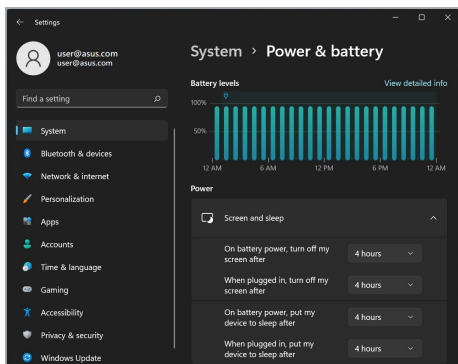 Settings
user@asus.com
user@asus.com
Find a setting
System
Bluetooth & devices
Network & internet
Personalization
Apps
Accounts
Time & language
Gaming
Accessibility
Privacy & security
Windows Update
System > Power & battery
Battery levels
View detailed info
100%
50%
12 AM 6 AM 12 PM 6 PM 12 AM
Power
Screen and sleep
On battery power, turn off my
screen after
4 hours
When plugged in, turn off my
screen after
4 hours
On battery power, put my
device to sleep after
4 hours
When plugged in, put my
device to sleep after
4 hours